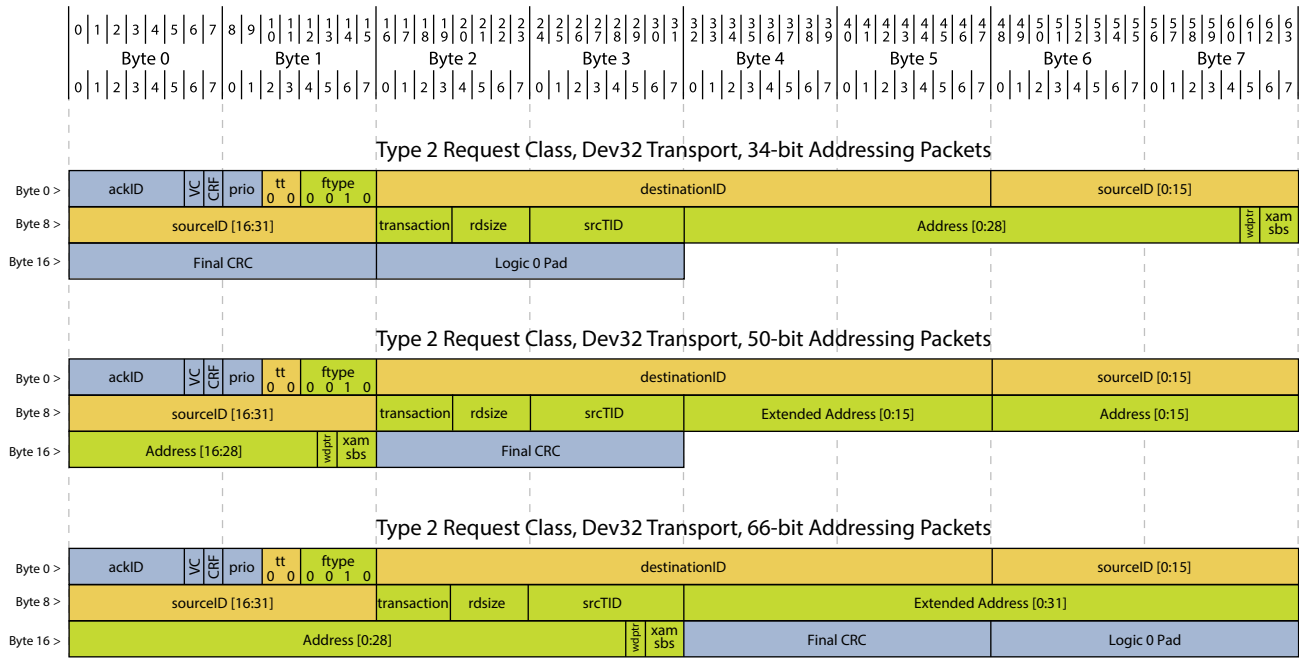 0 1 2 3 4 5 6 7 8 9 10 11 12 13 14 15 16 17 18 19 20 21 22 23 24 25 26 27 28 29 30 31 32 33 34 35 36 37 38 39 40 41 42 43 44 45 46 47 48 49 50 51 52 53 54 55 56 57 58 59 60 61 62 63
Byte 0 Byte 1 Byte 2 Byte 3 Byte 4 Byte 5 Byte 6 Byte 7
0 1 2 3 4 5 6 7 0 1 2 3 4 5 6 7 0 1 2 3 4 5 6 7 0 1 2 3 4 5 6 7 0 1 2 3 4 5 6 7 0 1 2 3 4 5 6 7 0 1 2 3 4 5 6 7 0 1 2 3 4 5 6 7
Type 2 Request Class, Dev32 Transport, 34-bit Addressing Packets
Byte 0 > ackID VC CRF prio tt 0 0 ftype 0 0 1 0 destinationID sourceID [0:15]
Byte 8 > sourceID [16:31] transaction rdsize srcTID Address [0:28] wdptr xam sbs
Byte 16 > Final CRC Logic 0 Pad
Type 2 Request Class, Dev32 Transport, 50-bit Addressing Packets
Byte 0 > ackID VC CRF prio tt 0 0 ftype 0 0 1 0 destinationID sourceID [0:15]
Byte 8 > sourceID [16:31] transaction rdsize srcTID Extended Address [0:15] Address [0:15]
Byte 16 > Address [16:28] wdptr xam sbs Final CRC
Type 2 Request Class, Dev32 Transport, 66-bit Addressing Packets
Byte 0 > ackID VC CRF prio tt 0 0 ftype 0 0 1 0 destinationID sourceID [0:15]
Byte 8 > sourceID [16:31] transaction rdsize srcTID Extended Address [0:31]
Byte 16 > Address [0:28] wdptr xam sbs Final CRC Logic 0 Pad